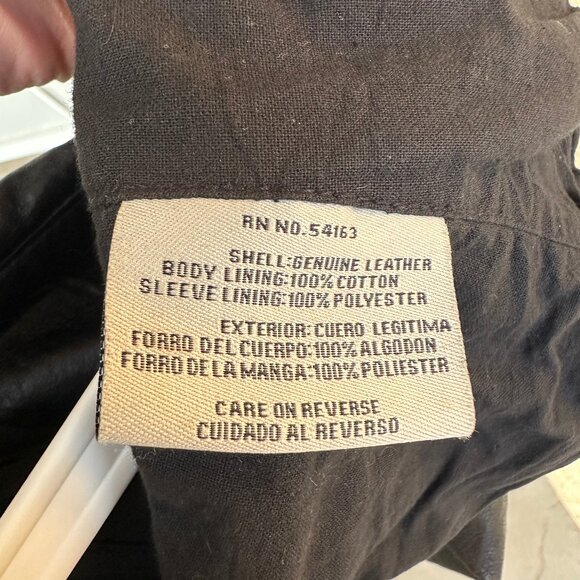 RN NO.54163
SHELL:GENUINE LEATHER
BODY LINING:100% COTTON
SLEEVE LINING:100% POLYESTER
EXTERIOR:CUERO LEGITIMA
FORRO DEL CUERPO:100% ALGODON
FORRO DE LA MANGA:100% POLIESTER
CARE ON REVERSE
CUIDADO AL REVERSO